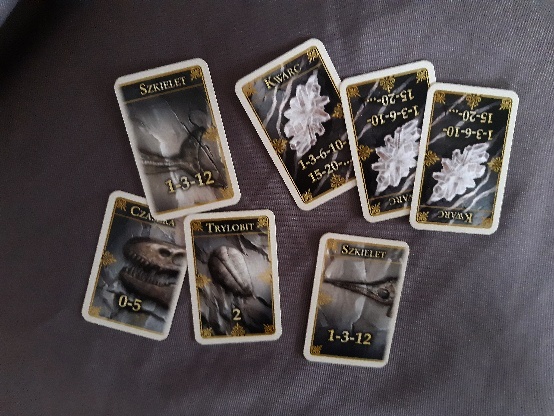 SZKIELET
1-3-12
KWARC
1-3-6-10-
15-20-...
1-3-6-10-
15-20-...
KWARC
1-3-6-10-
15-20-...
KWARC
0-5
TRYLOBIT
2
SZKIELET
1-3-12